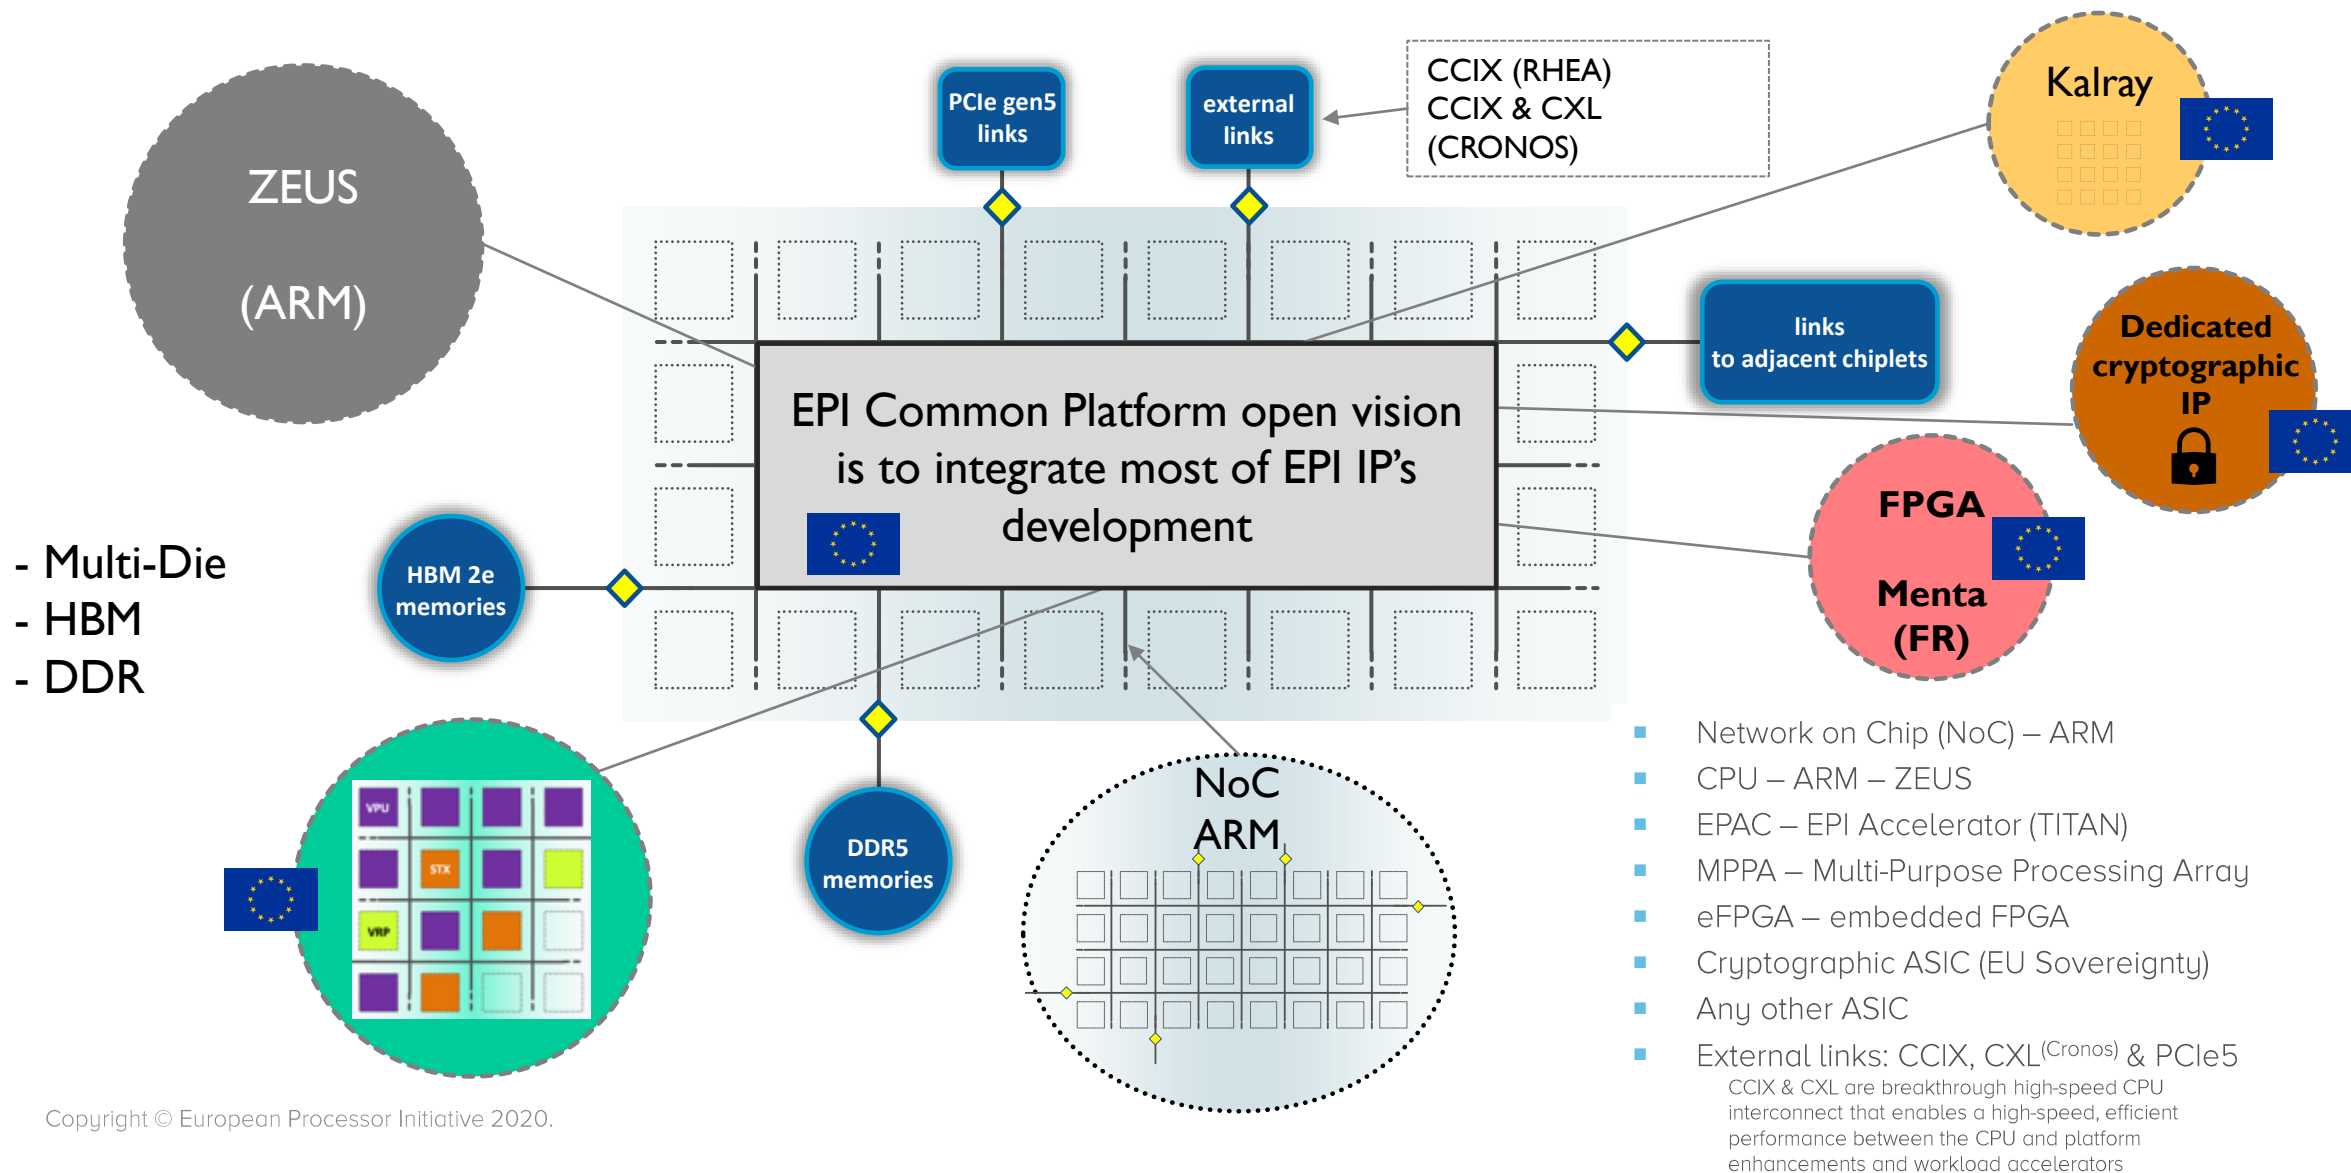 ZEUS
(ARM)
PCIe gen5
links
external
links
CCIX (RHEA)
CCIX & CXL
(CRONOS)
Kalray
links
to adjacent chiplets
Dedicated
cryptographic
IP
EPI Common Platform open vision
is to integrate most of EPI IP’s
development
FPGA
Menta
(FR)
- Multi-Die
- HBM
- DDR
HBM 2e
memories
VPU
STX
VRP
DDR5
memories
NoC
ARM
Network on Chip (NoC) – ARM
CPU – ARM – ZEUS
EPAC – EPI Accelerator (TITAN)
MPPA – Multi-Purpose Processing Array
eFPGA – embedded FPGA
Cryptographic ASIC (EU Sovereignty)
Any other ASIC
External links: CCIX, CXL(Cronos) & PCIe5
CCIX & CXL are breakthrough high-speed CPU
interconnect that enables a high-speed, efficient
performance between the CPU and platform
enhancements and workload accelerators
Copyright © European Processor Initiative 2020.